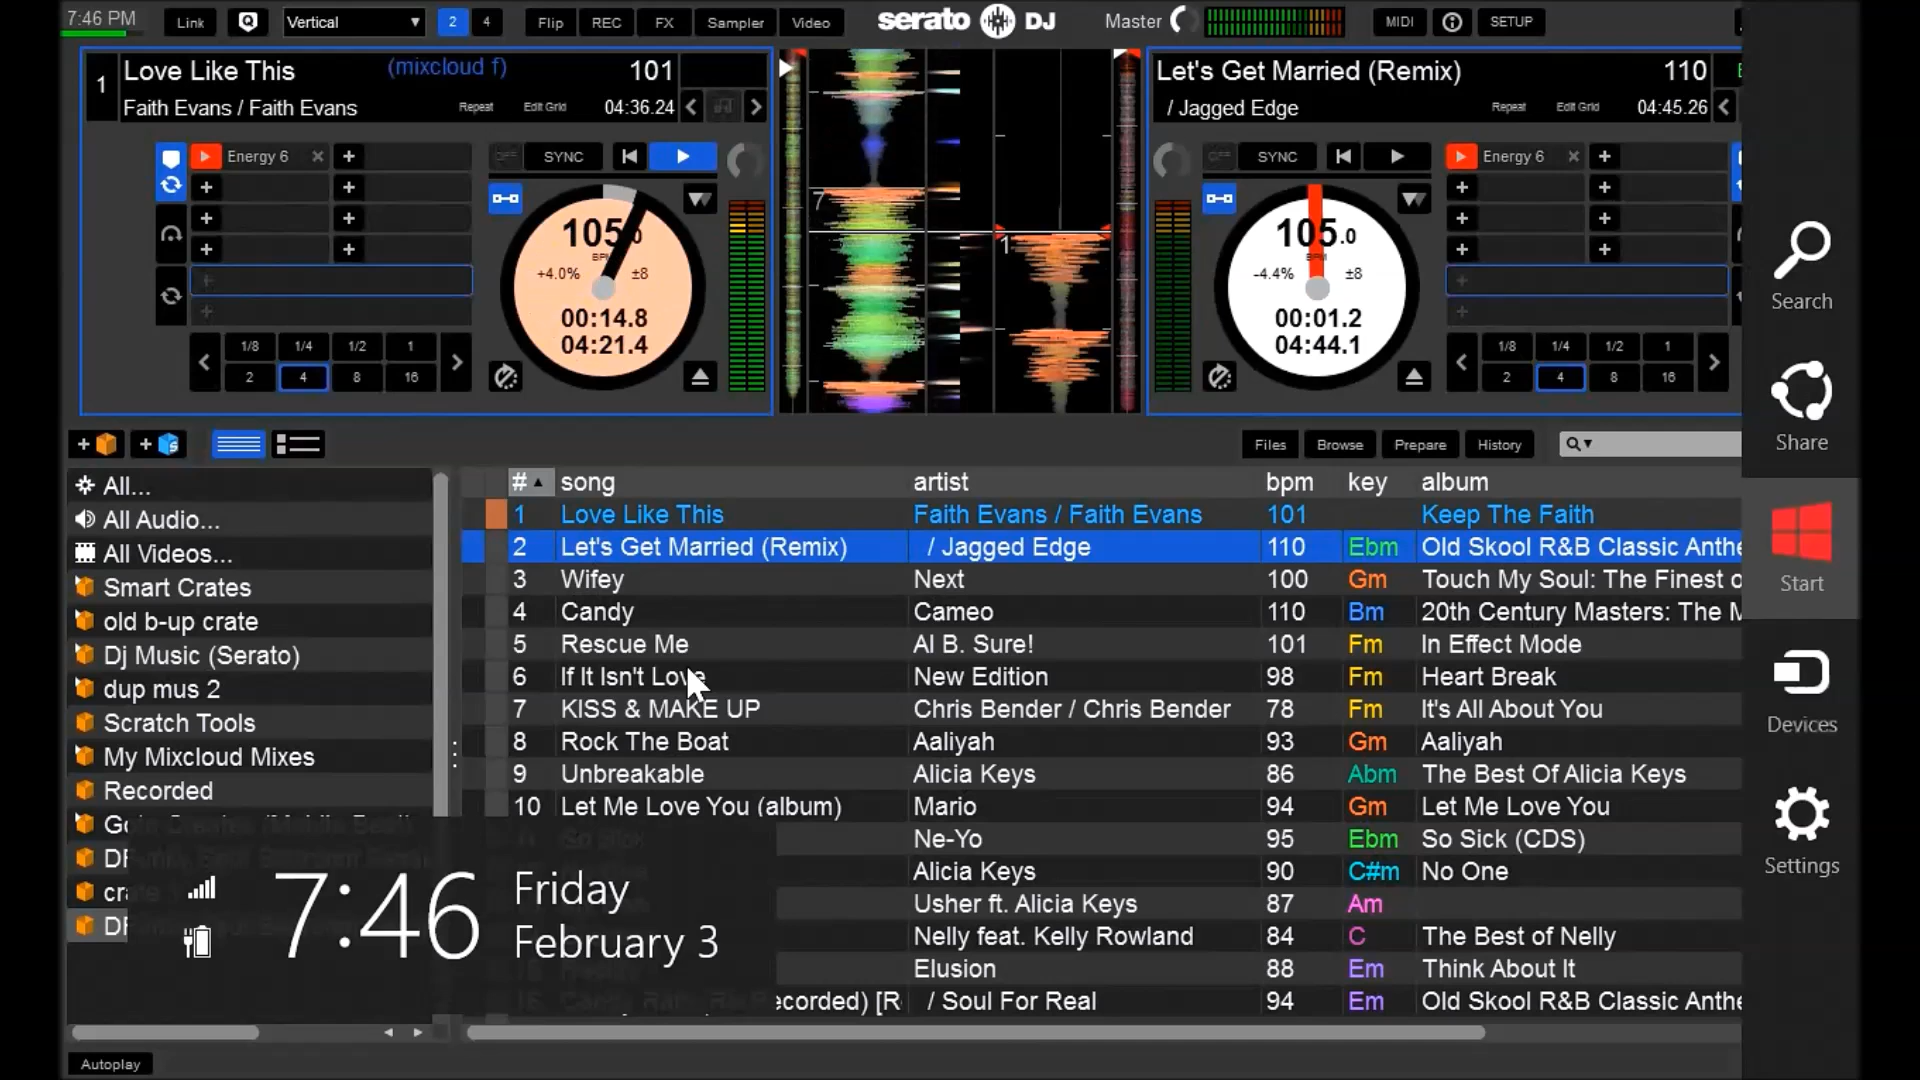 7:46 PM Link Vertical 2 4 Flip REC FX Sampler Video serato DJ Master MIDI SETUP
1 Love Like This (mixcloud f) 101
Faith Evans / Faith Evans Repeat Edit Grid 04:36.24
Let's Get Married (Remix) 110
/ Jagged Edge Repeat Edit Grid 04:45.26
Energy 6 SYNC
105.0
BPM
+4.0% ±8
00:14.8
04:21.4
1/8 1/4 1/2 1
2 4 8 16
7
1
SYNC Energy 6
105.0
BPM
-4.4% ±8
00:01.2
04:44.1
1/8 1/4 1/2 1
2 4 8 16
Files Browse Prepare History
All...
All Audio...
All Videos...
Smart Crates
old b-up crate
Dj Music (Serato)
dup mus 2
Scratch Tools
My Mixcloud Mixes
Recorded
# song artist bpm key album
1 Love Like This Faith Evans / Faith Evans 101 Keep The Faith
2 Let's Get Married (Remix) / Jagged Edge 110 Ebm Old Skool R&B Classic Anthe
3 Wifey Next 100 Gm Touch My Soul: The Finest o
4 Candy Cameo 110 Bm 20th Century Masters: The M
5 Rescue Me Al B. Sure! 101 Fm In Effect Mode
6 If It Isn't Love New Edition 98 Fm Heart Break
7 KISS & MAKE UP Chris Bender / Chris Bender 78 Fm It's All About You
8 Rock The Boat Aaliyah 93 Gm Aaliyah
9 Unbreakable Alicia Keys 86 Abm The Best Of Alicia Keys
10 Let Me Love You (album) Mario 94 Gm Let Me Love You
Ne-Yo 95 Ebm So Sick (CDS)
Alicia Keys 90 C#m No One
Usher ft. Alicia Keys 87 Am
Nelly feat. Kelly Rowland 84 C The Best of Nelly
Elusion 88 Em Think About It
ecorded) [R / Soul For Real 94 Em Old Skool R&B Classic Anthe
7:46 Friday
February 3
Autoplay
Search
Share
Start
Devices
Settings